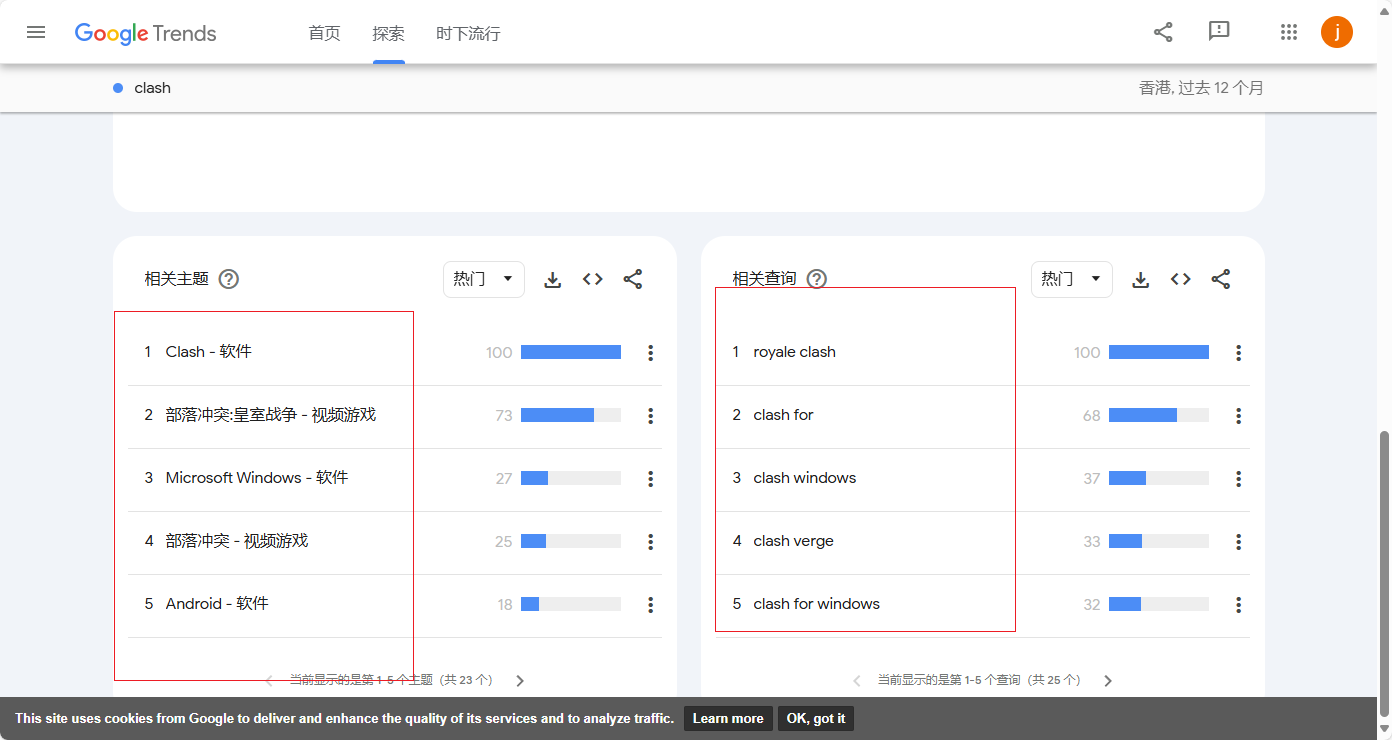 Google Trends 首页 探索 时下流行 j
clash 香港, 过去 12 个月
相关主题 热门
1 Clash - 软件 100
2 部落冲突:皇室战争 - 视频游戏 73
3 Microsoft Windows - 软件 27
4 部落冲突 - 视频游戏 25
5 Android - 软件 18
当前显示的是第 1-5 个主题（共 23 个）
相关查询 热门
1 royale clash 100
2 clash for 68
3 clash windows 37
4 clash verge 33
5 clash for windows 32
当前显示的是第 1-5 个查询（共 25 个）
This site uses cookies from Google to deliver and enhance the quality of its services and to analyze traffic. Learn more OK, got it